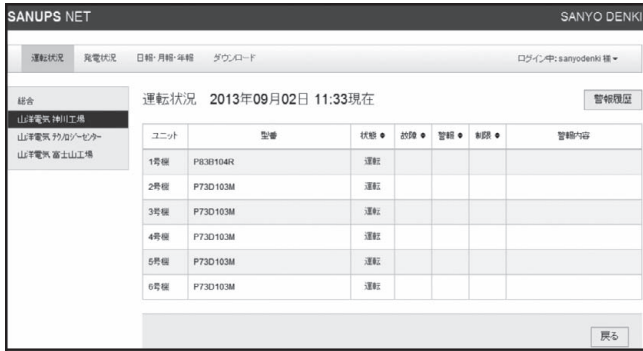 SANUPS NET
SANYO DENKI
運転状況 発電状況 日報・月報・年報 ダウンロード
ログイン中: sanyodenki 様
総合
山洋電気 神川工場
山洋電気 テクノロジーセンター
山洋電気 富士山工場
運転状況 2013年09月02日 11:33現在
警報履歴
ユニット 型番 状態 故障 警報 制限 警報内容
1号機 P83B104R 運転
2号機 P73D103M 運転
3号機 P73D103M 運転
4号機 P73D103M 運転
5号機 P73D103M 運転
6号機 P73D103M 運転
戻る